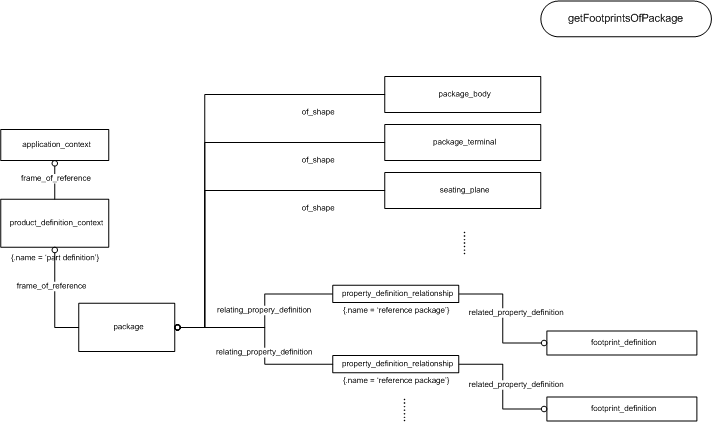 getFootprintsOfPackage
package_body
of_shape
application_context
package_terminal
of_shape
frame_of_reference
seating_plane
of_shape
product_definition_context
{.name = 'part definition'}
frame_of_reference
property_definition_relationship
relating_propery_definition
{.name = 'reference package'}
related_property_definition
package
footprint_definition
relating_property_definition
property_definition_relationship
{.name = 'reference package'}
related_property_definition
footprint_definition